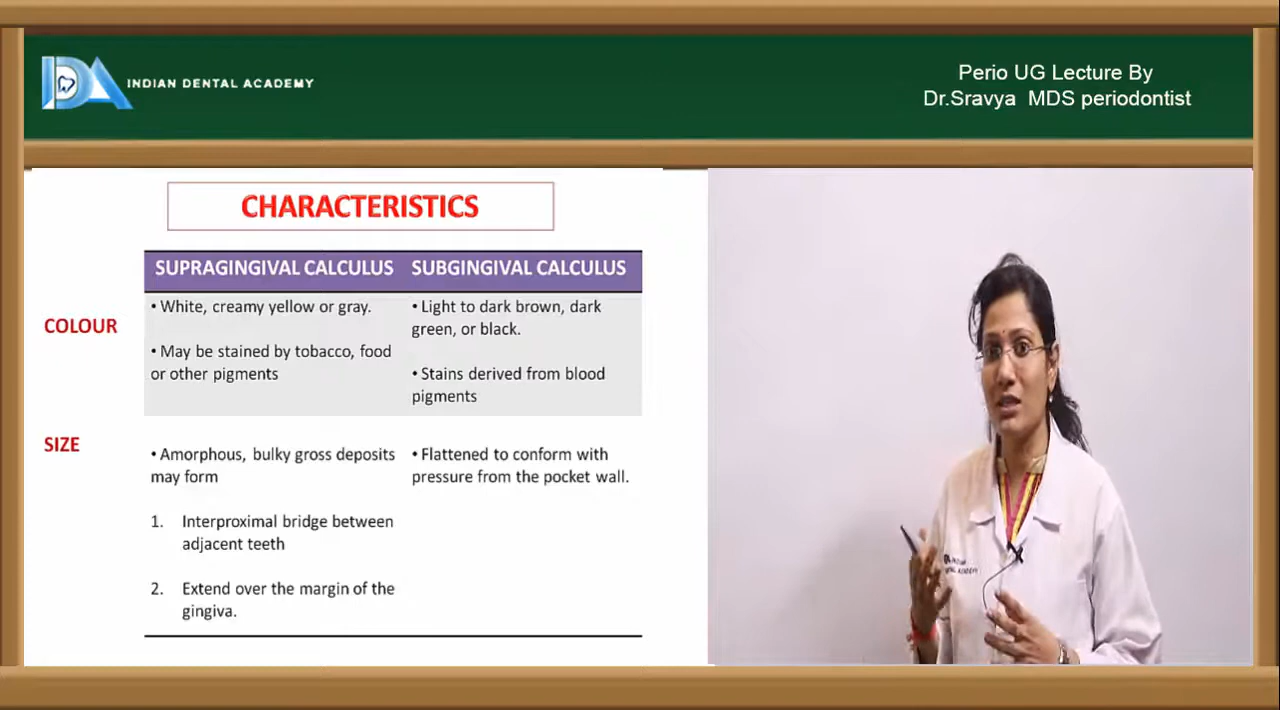 INDIAN DENTAL ACADEMY
Perio UG Lecture By
Dr.Sravya MDS periodontist
CHARACTERISTICS
SUPRAGINGIVAL CALCULUS
SUBGINGIVAL CALCULUS
COLOUR
• White, creamy yellow or gray.
• May be stained by tobacco, food
or other pigments
• Light to dark brown, dark
green, or black.
• Stains derived from blood
pigments
SIZE
• Amorphous, bulky gross deposits
may form
1. Interproximal bridge between
adjacent teeth
2. Extend over the margin of the
gingiva.
• Flattened to conform with
pressure from the pocket wall.